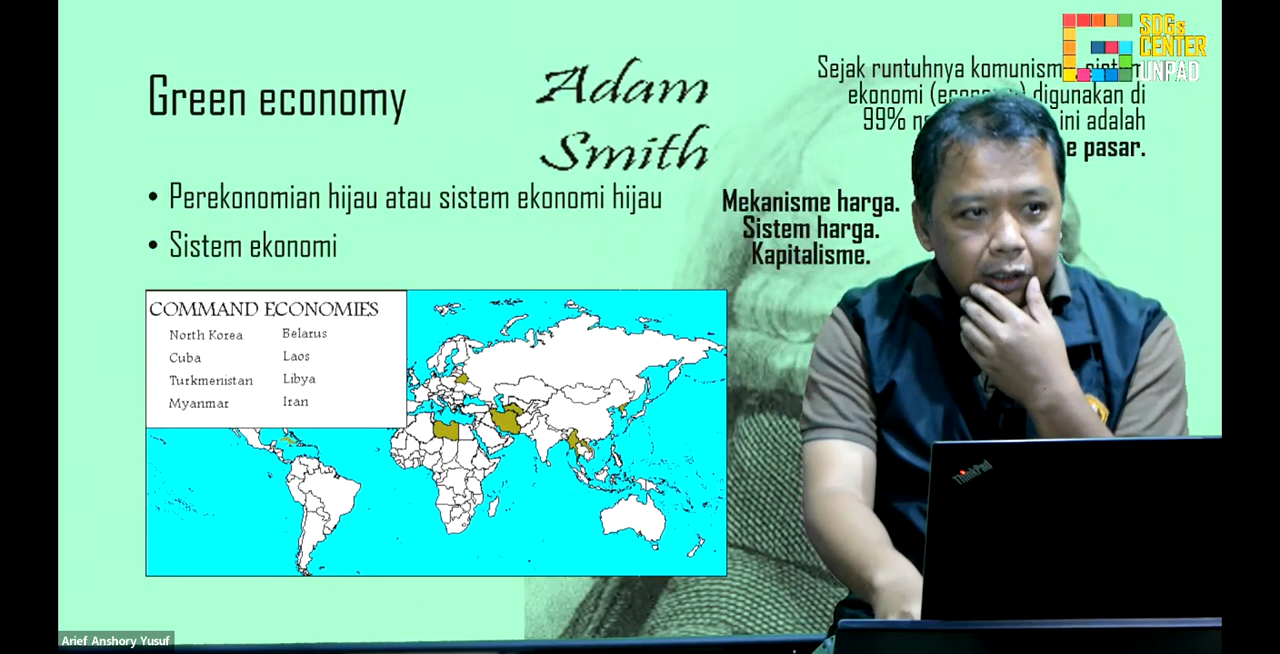 Green economy
Adam
Smith
• Perekonomian hijau atau sistem ekonomi hijau
• Sistem ekonomi
COMMAND ECONOMIES
North Korea
Belarus
Cuba
Laos
Turkmenistan
Libya
Myanmar
Iran
Sejak runtuhnya komunisme, sistem
ekonomi digunakan di
99% ini adalah
pasar.
Mekanisme harga.
Sistem harga.
Kapitalisme.
SDGs
CENTER
UNPAD
ThinkPad
Arief Anshory Yusuf